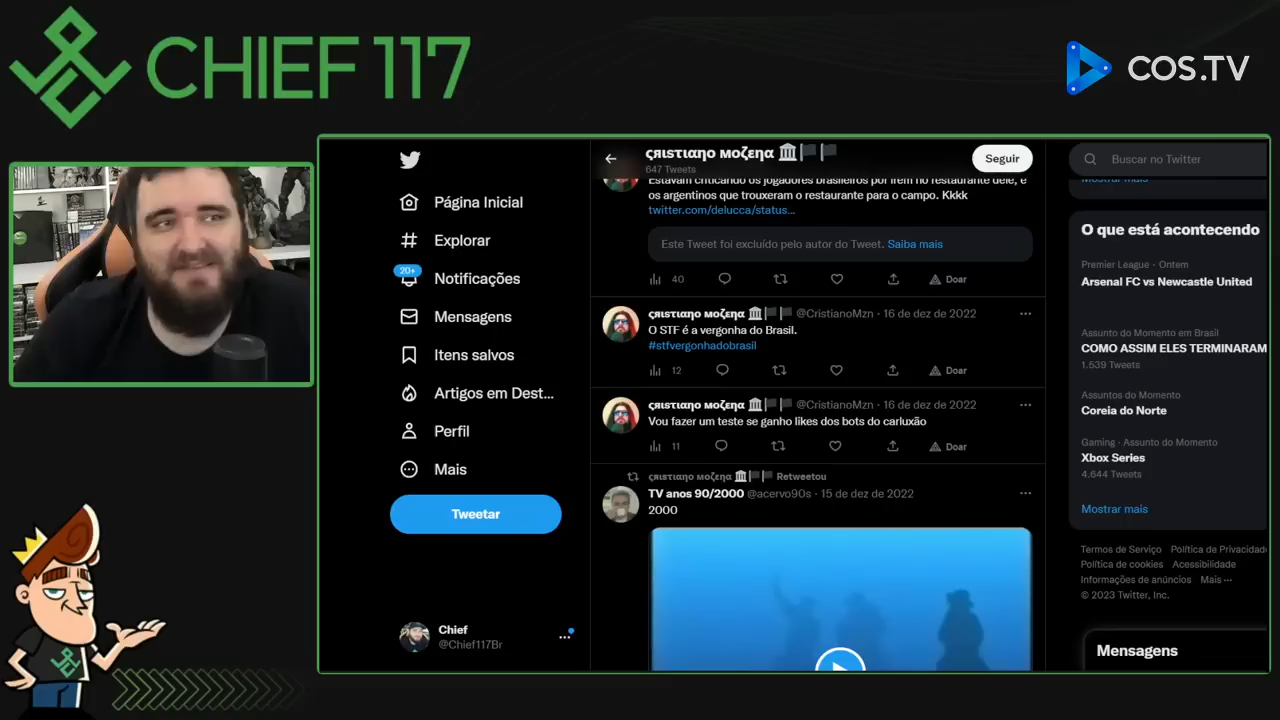 CHIEF 117
COS.TV
ꞔяιsтιaηo мoζεηa
647 Tweets
Seguir
Buscar no Twitter
Mostrar mais
Página Inicial
Explorar
20+
Notificações
Mensagens
Itens salvos
Artigos em Dest...
Perfil
Mais
Tweetar
Chief
@Chief117Br
Estavam criticando os jogadores brasileiros por irem no restaurante dele, e
os argentinos que trouxeram o restaurante para o campo. Kkkk
twitter.com/delucca/status...
Este Tweet foi excluído pelo autor do Tweet. Saiba mais
40 Doar
ꞔяιsтιaηo мoζεηa @CristianoMzn · 16 de dez de 2022
O STF é a vergonha do Brasil.
#stfvergonhadobrasil
12 Doar
ꞔяιsтιaηo мoζεηa @CristianoMzn · 16 de dez de 2022
Vou fazer um teste se ganho likes dos bots do carluxão
11 Doar
ꞔяιsтιaηo мoζεηa Retweetou
TV anos 90/2000 @acervo90s · 15 de dez de 2022
2000
O que está acontecendo
Premier League · Ontem
Arsenal FC vs Newcastle United
Assunto do Momento em Brasil
COMO ASSIM ELES TERMINARAM
1.539 Tweets
Assuntos do Momento
Coreia do Norte
Gaming · Assunto do Momento
Xbox Series
4.644 Tweets
Mostrar mais
Termos de Serviço Política de Privacidade
Política de cookies Acessibilidade
Informações de anúncios Mais ···
© 2023 Twitter, Inc.
Mensagens